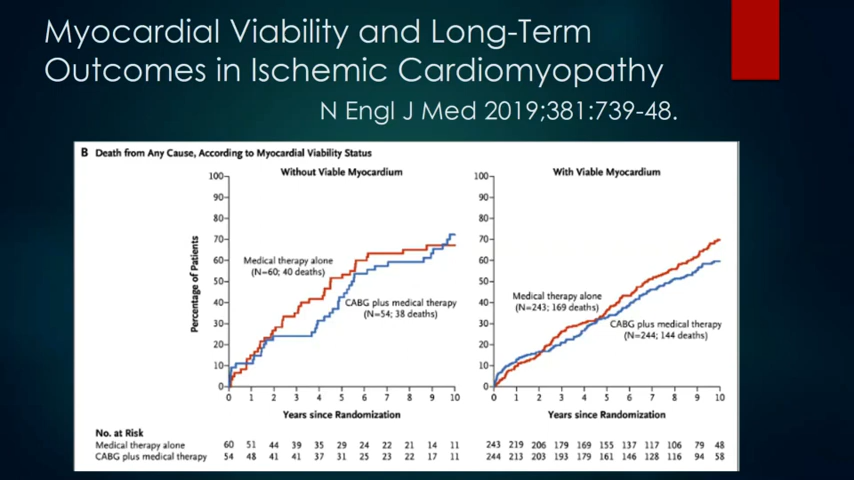 Myocardial Viability and Long-Term
Outcomes in Ischemic Cardiomyopathy
N Engl J Med 2019;381:739-48.
B Death from Any Cause, According to Myocardial Viability Status
Without Viable Myocardium
100
90
80
70
60
50
40
30
20
10
0
Percentage of Patients
Medical therapy alone
(N=60; 40 deaths)
CABG plus medical therapy
(N=54; 38 deaths)
0 1 2 3 4 5 6 7 8 9 10
Years since Randomization
With Viable Myocardium
100
90
80
70
60
50
40
30
20
10
0
Medical therapy alone
(N=243; 169 deaths)
CABG plus medical therapy
(N=244; 144 deaths)
0 1 2 3 4 5 6 7 8 9 10
Years since Randomization
No. at Risk
Medical therapy alone 60 51 44 39 35 29 24 22 21 14 11 243 219 206 179 169 155 137 117 106 79 48
CABG plus medical therapy 54 48 41 41 37 31 25 23 22 17 11 244 213 203 193 179 161 146 128 116 94 58